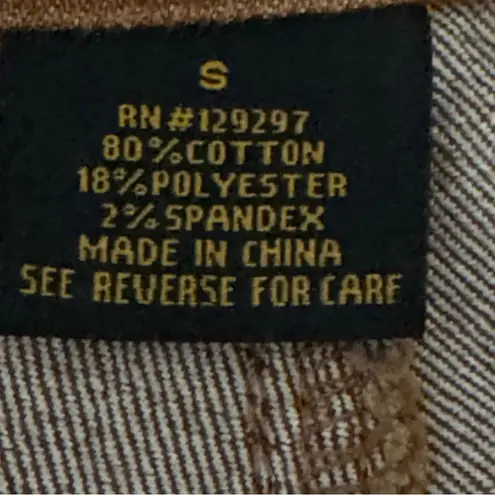 S
RN#129297
80%COTTON
18%POLYESTER
2%SPANDEX
MADE IN CHINA
SEE REVERSE FOR CARE